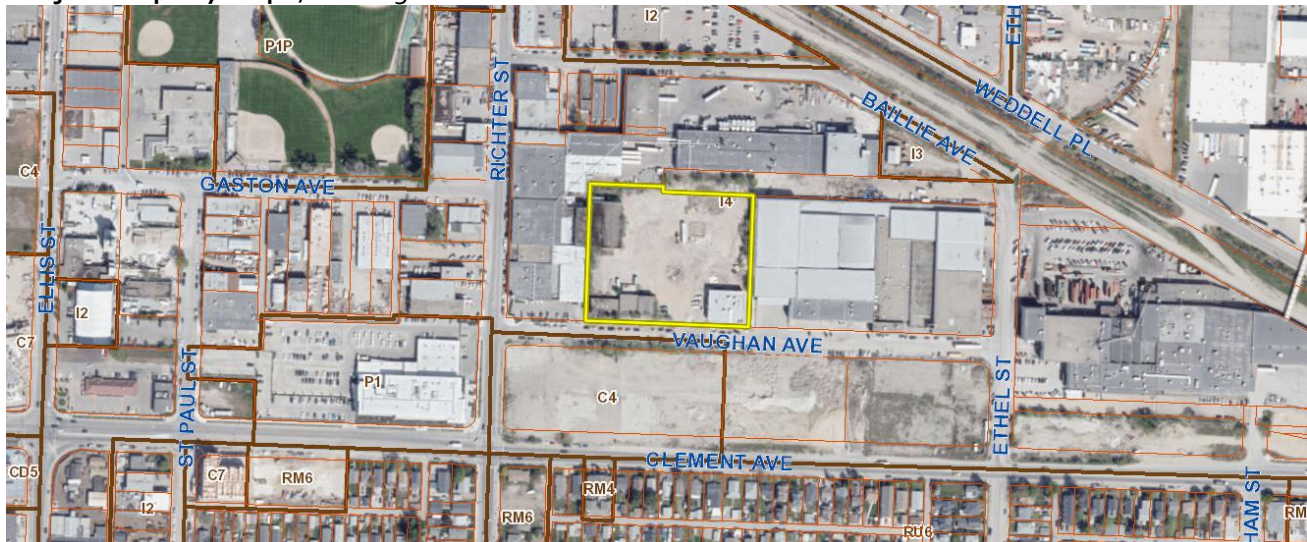 I2
P1P
ETH
RICHTER ST
WEDDELL PL
BAILLIE AVE
I3
C4
GASTON AVE
I4
ELLIS ST
I2
C7
VAUGHAN AVE
ST PAUL ST
P1
C4
ETHEL ST
CLEMENT AVE
CD5
C7
RM6
RM4
HAM ST
I2
RM6
RU6
RM